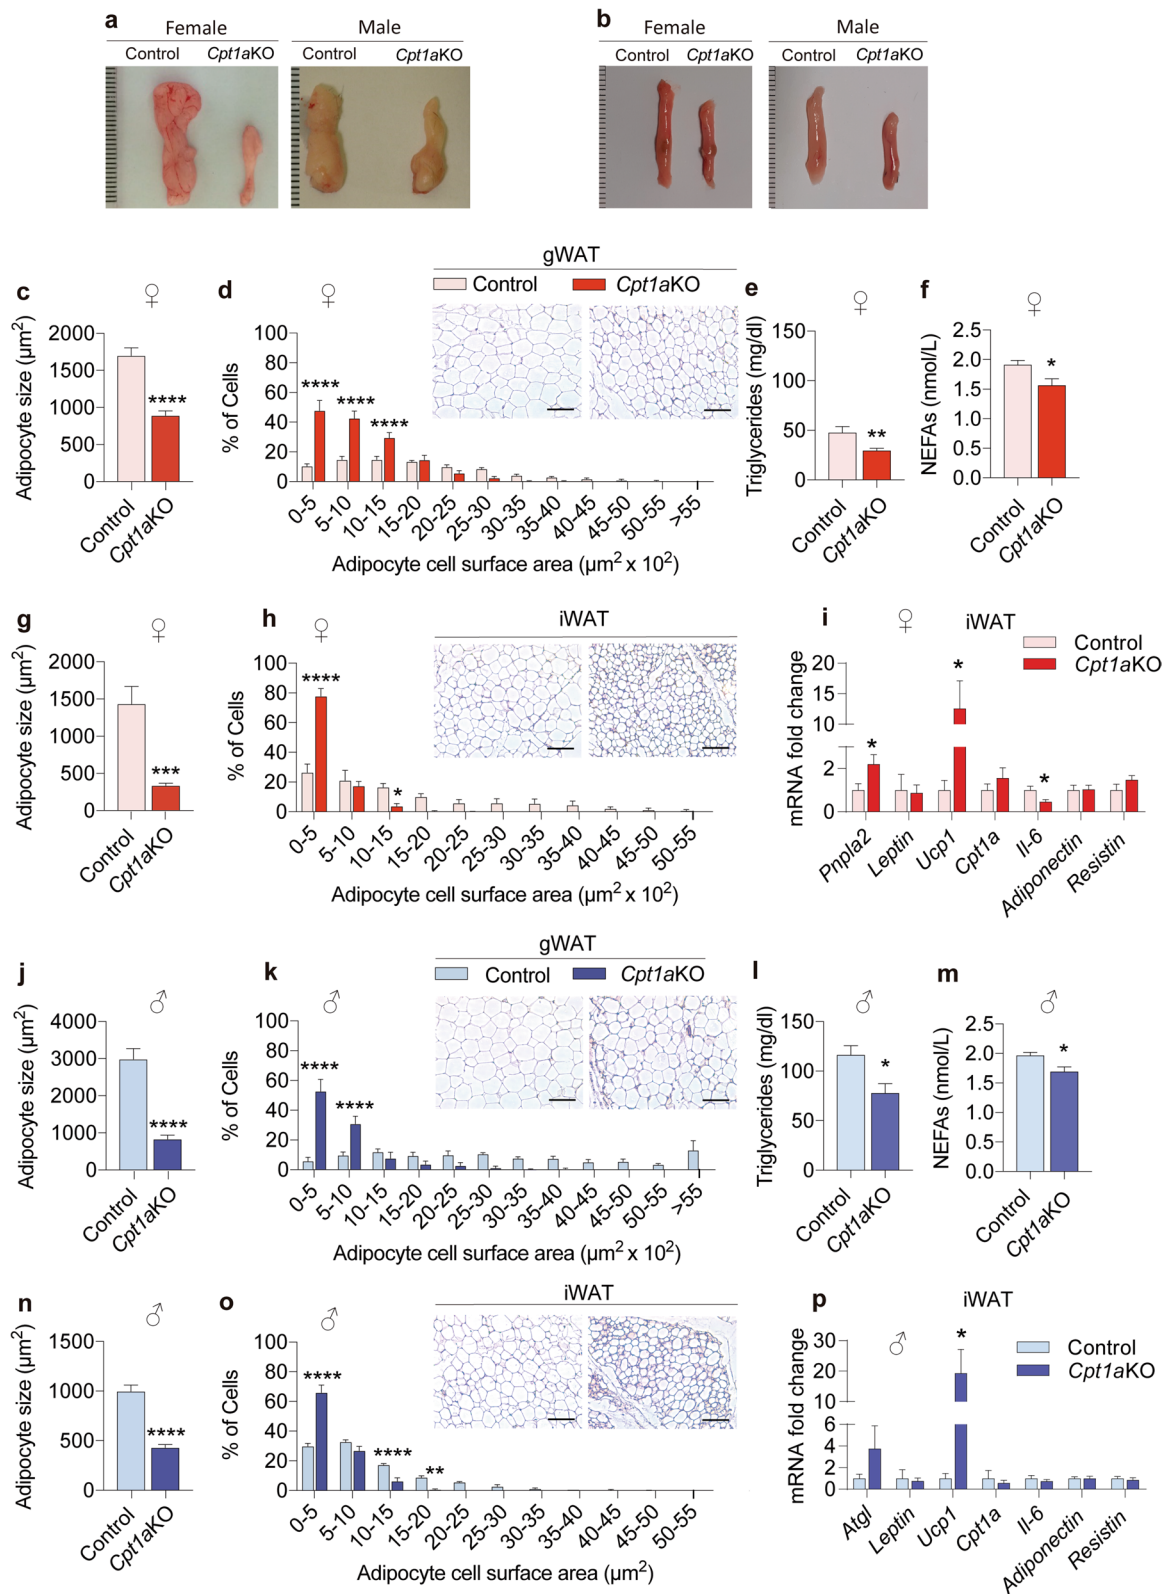 a
Female
Male
Control
Cpt1aKO
Control
Cpt1aKO
b
Female
Male
Control
Cpt1aKO
Control
Cpt1aKO
gWAT
Control
Cpt1aKO
c
♀
Adipocyte size (µm²)
2000
1500
1000
500
0
****
Control
Cpt1aKO
d
♀
% of Cells
100
80
60
40
20
0
****
****
****
0-5
5-10
10-15
15-20
20-25
25-30
30-35
35-40
40-45
45-50
50-55
>55
Adipocyte cell surface area (µm² x 10²)
e
♀
Triglycerides (mg/dl)
150
100
50
0
**
Control
Cpt1aKO
f
♀
NEFAs (nmol/L)
2.5
2.0
1.5
1.0
0.5
0.0
*
Control
Cpt1aKO
g
♀
Adipocyte size (µm²)
2000
1500
1000
500
0
***
Control
Cpt1aKO
h
♀
iWAT
% of Cells
100
80
60
40
20
0
****
*
0-5
5-10
10-15
15-20
20-25
25-30
30-35
35-40
40-45
45-50
50-55
Adipocyte cell surface area (µm² x 10²)
i
♀
iWAT
Control
Cpt1aKO
mRNA fold change
20
15
10
2
0
*
*
*
Pnpla2
Leptin
Ucp1
Cpt1a
Il-6
Adiponectin
Resistin
gWAT
Control
Cpt1aKO
j
♂
Adipocyte size (µm²)
4000
3000
2000
1000
0
****
Control
Cpt1aKO
k
♂
% of Cells
100
80
60
40
20
0
****
****
0-5
5-10
10-15
15-20
20-25
25-30
30-35
35-40
40-45
45-50
50-55
>55
Adipocyte cell surface area (µm² x 10²)
l
♂
Triglycerides (mg/dl)
150
100
50
0
*
Control
Cpt1aKO
m
♂
NEFAs (nmol/L)
2.5
2.0
1.5
1.0
0.5
0.0
*
Control
Cpt1aKO
n
♂
Adipocyte size (µm²)
1500
1000
500
0
****
Control
Cpt1aKO
o
♂
iWAT
% of Cells
100
80
60
40
20
0
****
****
**
0-5
5-10
10-15
15-20
20-25
25-30
30-35
35-40
40-45
45-50
50-55
Adipocyte cell surface area (µm²)
p
♂
iWAT
Control
Cpt1aKO
mRNA fold change
30
20
10
6
4
2
0
*
Atgl
Leptin
Ucp1
Cpt1a
Il-6
Adiponectin
Resistin